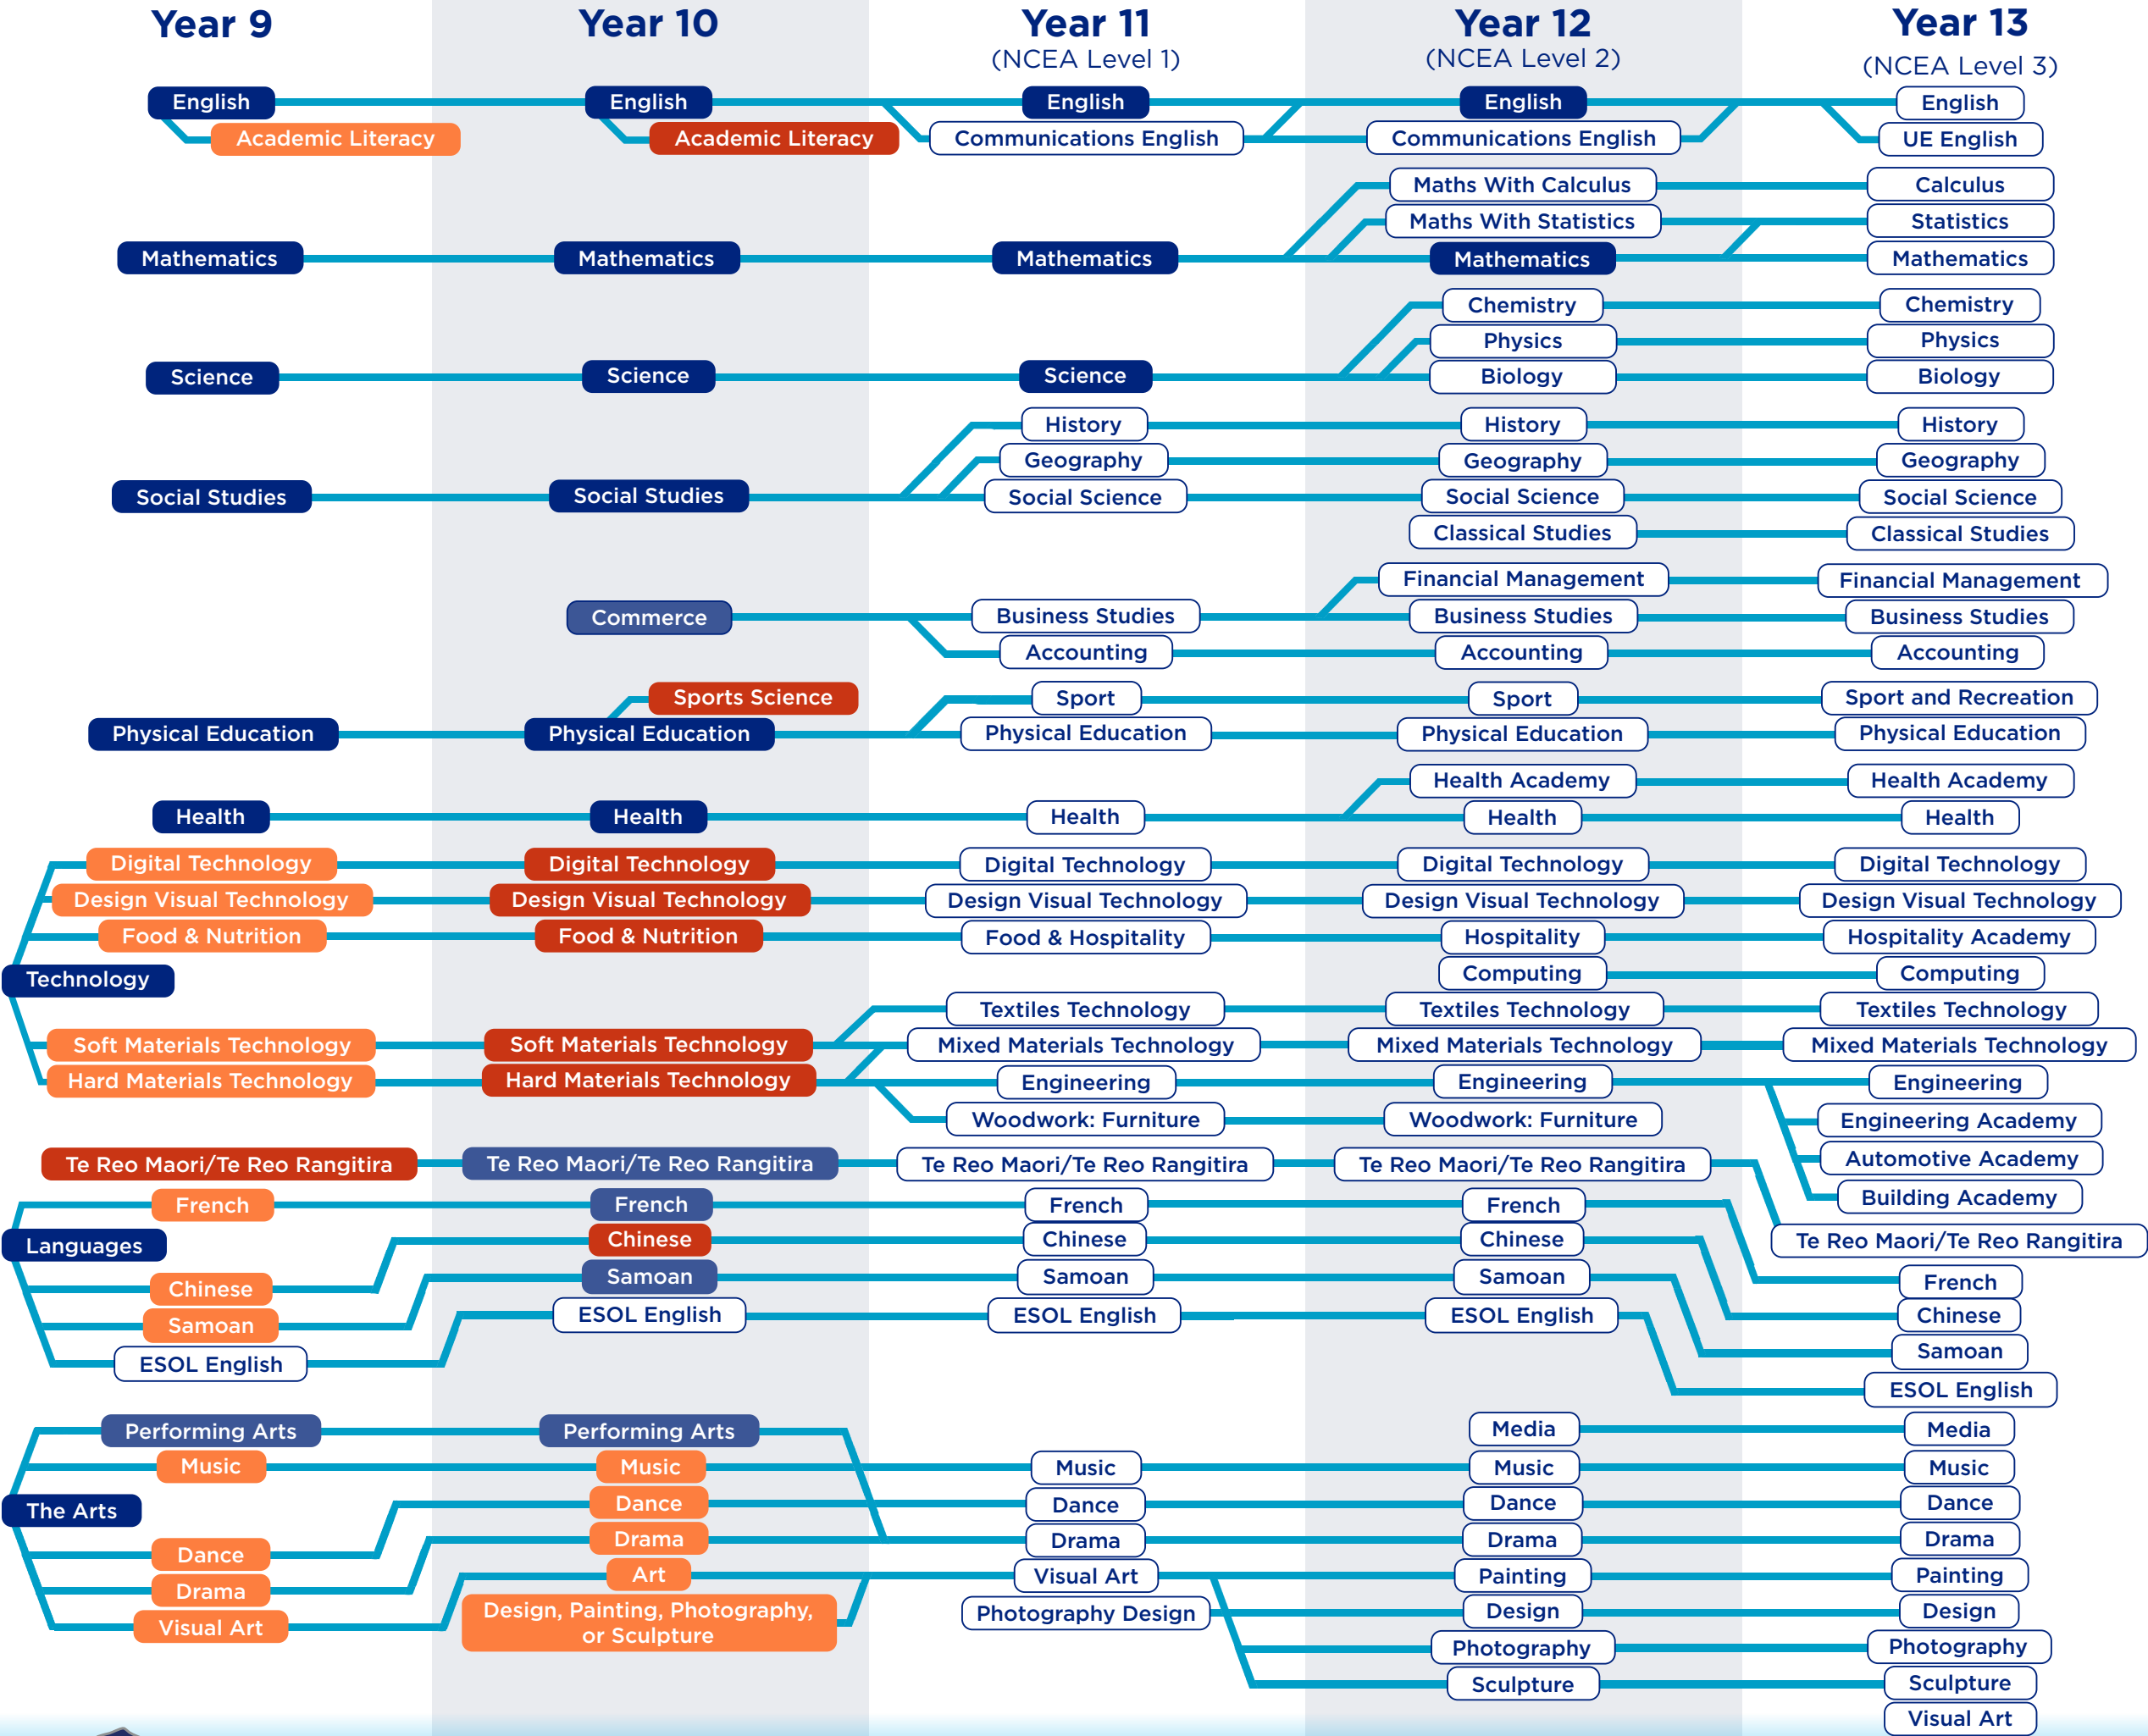 Year 9
Year 10
Year 11
(NCEA Level 1)
Year 12
(NCEA Level 2)
Year 13
(NCEA Level 3)
English
English
English
English
English
Academic Literacy
Academic Literacy
Communications English
Communications English
UE English
Maths With Calculus
Calculus
Maths With Statistics
Statistics
Mathematics
Mathematics
Mathematics
Mathematics
Mathematics
Chemistry
Chemistry
Physics
Physics
Science
Science
Science
Biology
Biology
History
History
History
Geography
Geography
Geography
Social Studies
Social Studies
Social Science
Social Science
Social Science
Classical Studies
Classical Studies
Financial Management
Financial Management
Commerce
Business Studies
Business Studies
Business Studies
Accounting
Accounting
Accounting
Sports Science
Sport
Sport
Sport and Recreation
Physical Education
Physical Education
Physical Education
Physical Education
Physical Education
Health Academy
Health Academy
Health
Health
Health
Health
Health
Digital Technology
Digital Technology
Digital Technology
Digital Technology
Digital Technology
Design Visual Technology
Design Visual Technology
Design Visual Technology
Design Visual Technology
Design Visual Technology
Food & Nutrition
Food & Nutrition
Food & Hospitality
Hospitality
Hospitality Academy
Technology
Computing
Computing
Textiles Technology
Textiles Technology
Textiles Technology
Soft Materials Technology
Soft Materials Technology
Mixed Materials Technology
Mixed Materials Technology
Mixed Materials Technology
Hard Materials Technology
Hard Materials Technology
Engineering
Engineering
Engineering
Woodwork: Furniture
Woodwork: Furniture
Engineering Academy
Automotive Academy
Building Academy
Te Reo Maori/Te Reo Rangitira
Te Reo Maori/Te Reo Rangitira
Te Reo Maori/Te Reo Rangitira
Te Reo Maori/Te Reo Rangitira
Te Reo Maori/Te Reo Rangitira
French
French
French
French
French
Languages
Chinese
Chinese
Chinese
Chinese
Chinese
Samoan
Samoan
Samoan
Samoan
Samoan
ESOL English
ESOL English
ESOL English
ESOL English
ESOL English
Performing Arts
Performing Arts
Media
Media
Music
Music
Music
Music
Music
The Arts
Dance
Dance
Dance
Dance
Dance
Drama
Drama
Drama
Drama
Drama
Visual Art
Art
Visual Art
Painting
Painting
Design, Painting, Photography,
or Sculpture
Photography Design
Design
Design
Photography
Photography
Sculpture
Sculpture
Visual Art